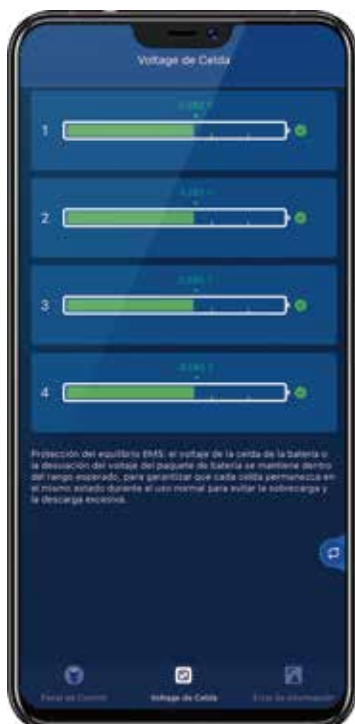 Voltage de Celda
1
2
3
4
Protección del equilibrio BMS: el voltaje de la celda de la batería o
la desviación del voltaje del paquete de batería se mantiene dentro
del rango esperado, para garantizar que cada celda permanezca en
el mismo estado durante el uso normal para evitar la sobrecarga y
la descarga excesiva.
Panel de Control
Voltage de Celda
Error de Información